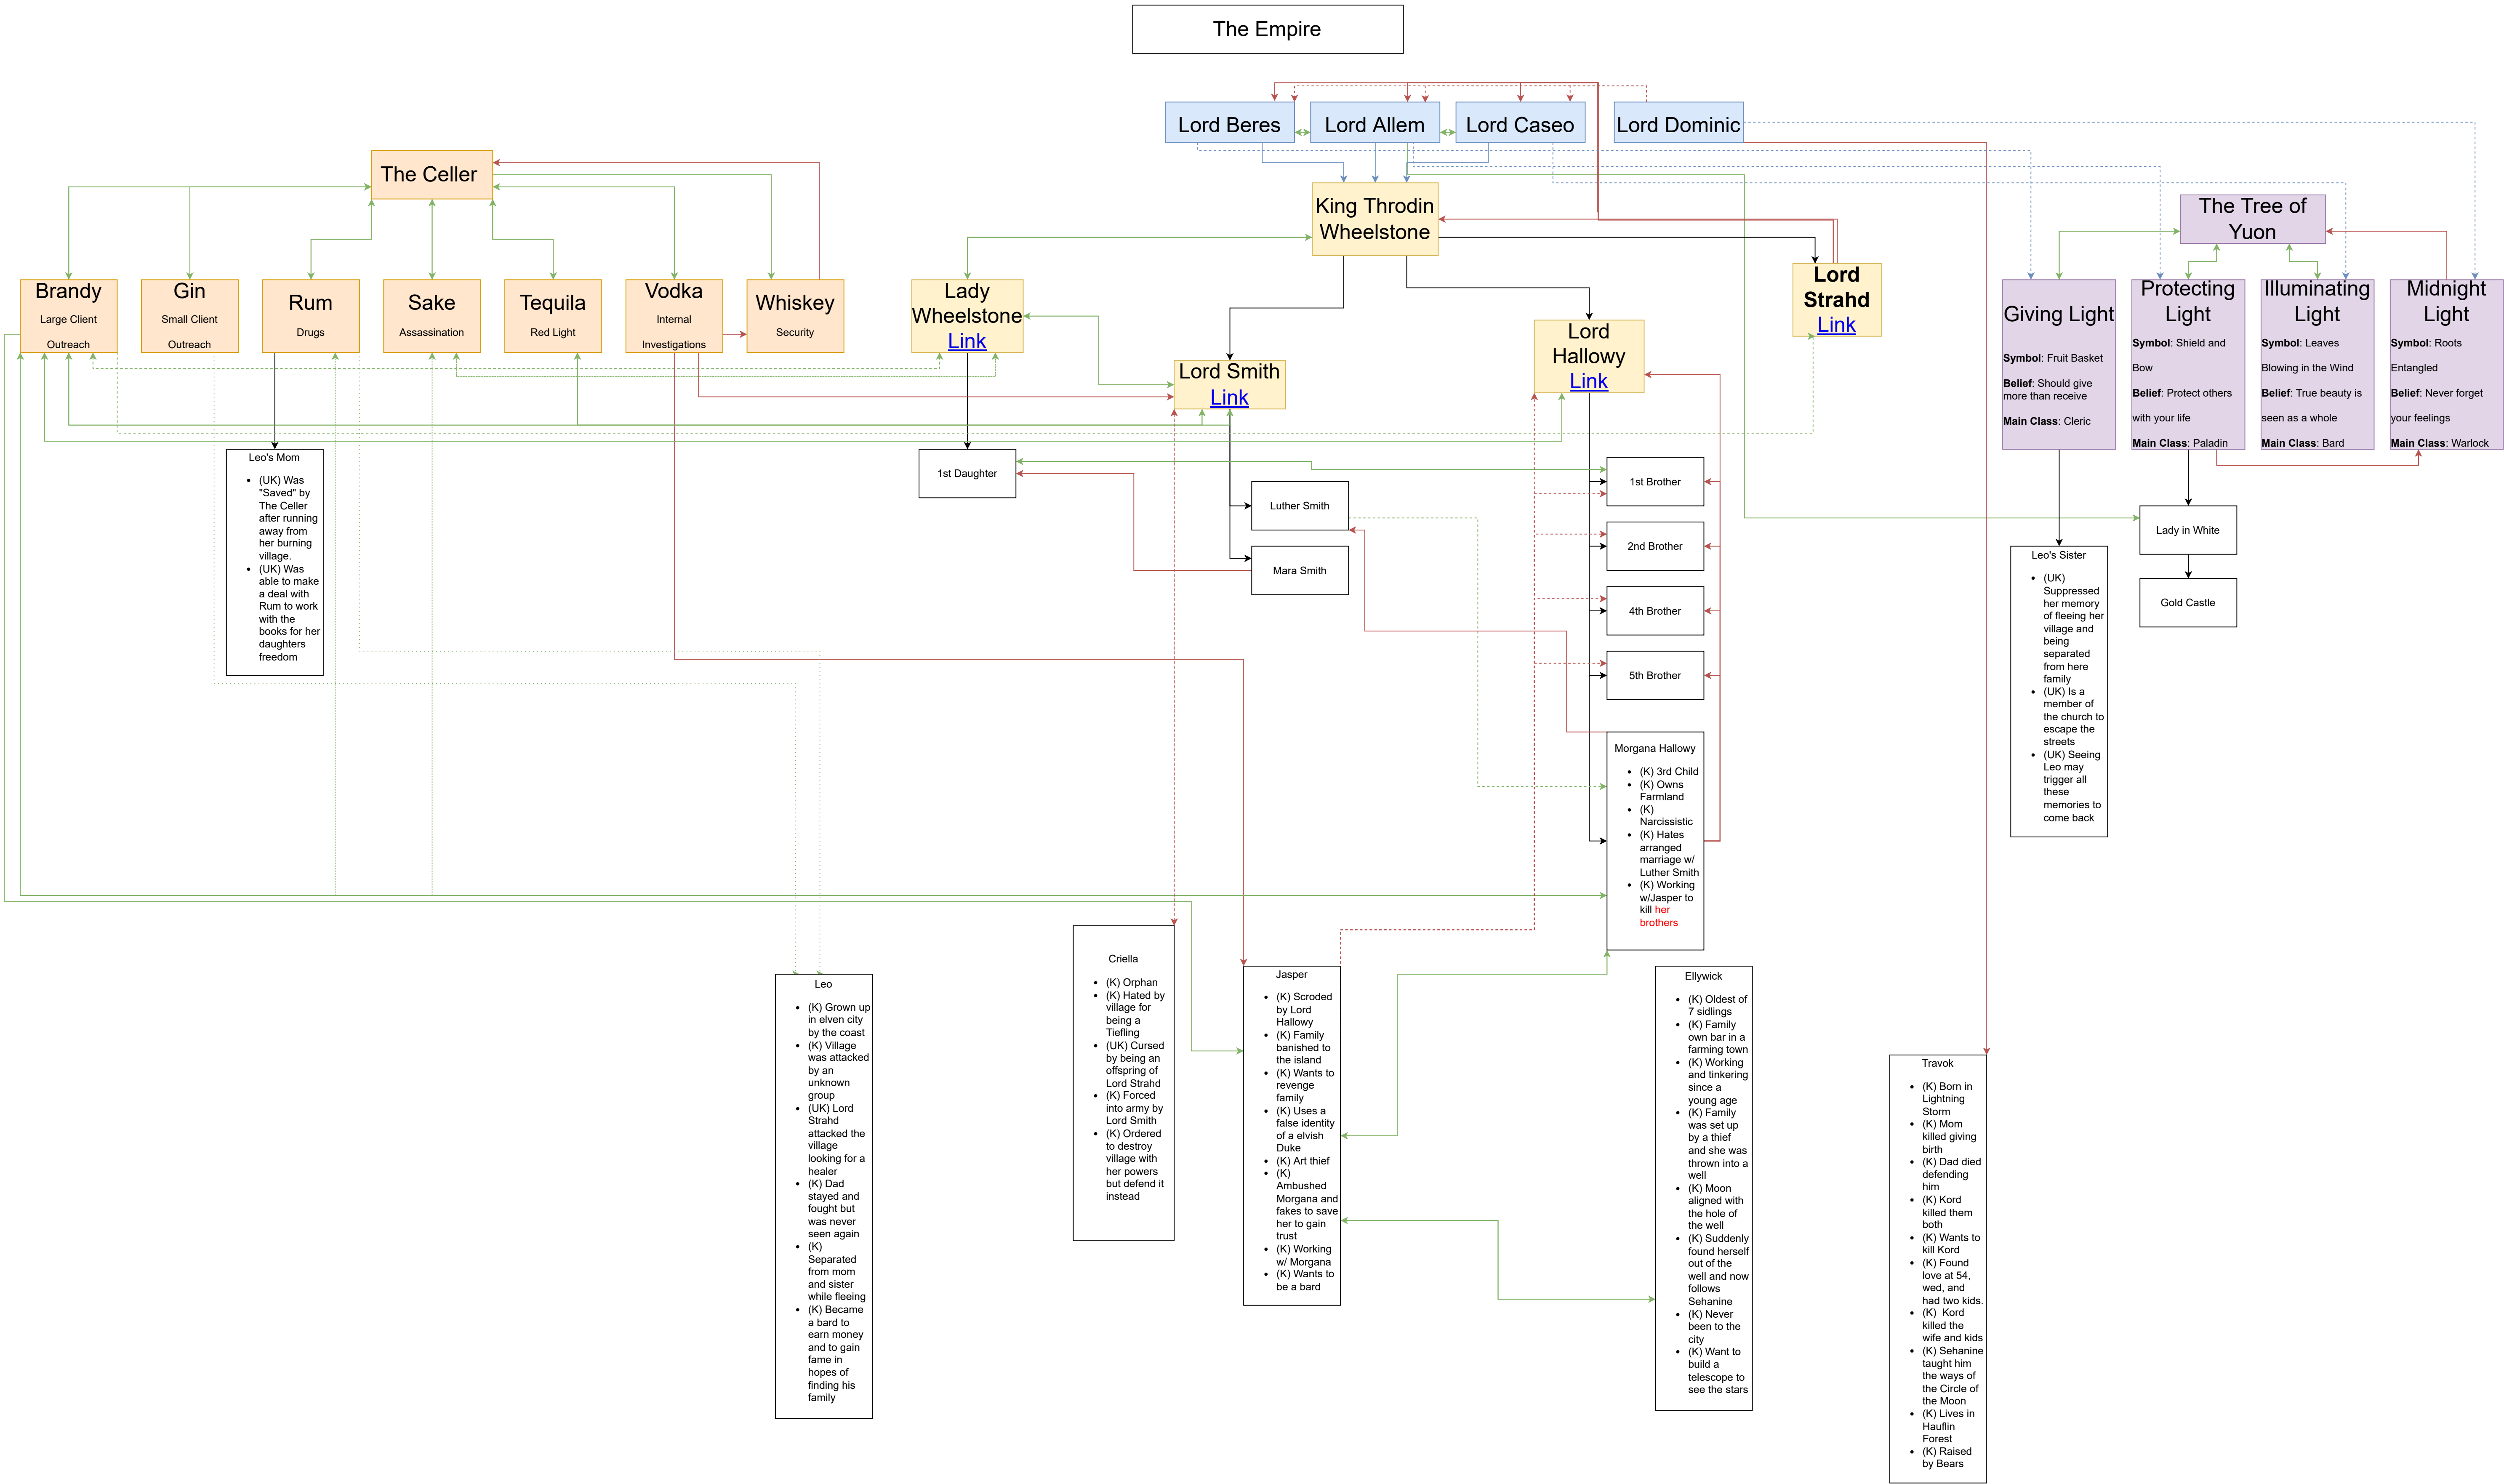 The Empire
Lord Beres
Lord Allem
Lord Caseo
Lord Dominic
The Celler
King Throdin
Wheelstone
The Tree of
Yuon
Brandy
Large Client
Outreach
Gin
Small Client
Outreach
Rum
Drugs
Sake
Assassination
Tequila
Red Light
Vodka
Internal
Investigations
Whiskey
Security
Lady
Wheelstone
Link
Lord Smith
Link
Lord
Hallowy
Link
Lord
Strahd
Link
Giving Light
Symbol: Fruit Basket
Belief: Should give
more than receive
Main Class: Cleric
Protecting
Light
Symbol: Shield and
Bow
Belief: Protect others
with your life
Main Class: Paladin
Illuminating
Light
Symbol: Leaves
Blowing in the Wind
Belief: True beauty is
seen as a whole
Main Class: Bard
Midnight
Light
Symbol: Roots
Entangled
Belief: Never forget
your feelings
Main Class: Warlock
Leo's Mom
(UK) Was
"Saved" by
The Celler
after running
away from
her burning
village.
(UK) Was
able to make
a deal with
Rum to work
with the
books for her
daughters
freedom
1st Daughter
Luther Smith
Mara Smith
1st Brother
2nd Brother
4th Brother
5th Brother
Lady in White
Gold Castle
Leo's Sister
(UK)
Suppressed
her memory
of fleeing her
village and
being
separated
from here
family
(UK) Is a
member of
the church to
escape the
streets
(UK) Seeing
Leo may
trigger all
these
memories to
come back
Morgana Hallowy
(K) 3rd Child
(K) Owns
Farmland
(K)
Narcissistic
(K) Hates
arranged
marriage w/
Luther Smith
(K) Working
w/Jasper to
kill her
brothers
Leo
(K) Grown up
in elven city
by the coast
(K) Village
was attacked
by an
unknown
group
(UK) Lord
Strahd
attacked the
village
looking for a
healer
(K) Dad
stayed and
fought but
was never
seen again
(K)
Separated
from mom
and sister
while fleeing
(K) Became
a bard to
earn money
and to gain
fame in
hopes of
finding his
family
Criella
(K) Orphan
(K) Hated by
village for
being a
Tiefling
(UK) Cursed
by being an
offspring of
Lord Strahd
(K) Forced
into army by
Lord Smith
(K) Ordered
to destroy
village with
her powers
but defend it
instead
Jasper
(K) Scroded
by Lord
Hallowy
(K) Family
banished to
the island
(K) Wants to
revenge
family
(K) Uses a
false identity
of a elvish
Duke
(K) Art thief
(K)
Ambushed
Morgana and
fakes to save
her to gain
trust
(K) Working
w/ Morgana
(K) Wants to
be a bard
Ellywick
(K) Oldest of
7 sidlings
(K) Family
own bar in a
farming town
(K) Working
and tinkering
since a
young age
(K) Family
was set up
by a thief
and she was
thrown into a
well
(K) Moon
aligned with
the hole of
the well
(K) Suddenly
found herself
out of the
well and now
follows
Sehanine
(K) Never
been to the
city
(K) Want to
build a
telescope to
see the stars
Travok
(K) Born in
Lightning
Storm
(K) Mom
killed giving
birth
(K) Dad died
defending
him
(K) Kord
killed them
both
(K) Wants to
kill Kord
(K) Found
love at 54,
wed, and
had two kids.
(K) Kord
killed the
wife and kids
(K) Sehanine
taught him
the ways of
the Circle of
the Moon
(K) Lives in
Hauflin
Forest
(K) Raised
by Bears